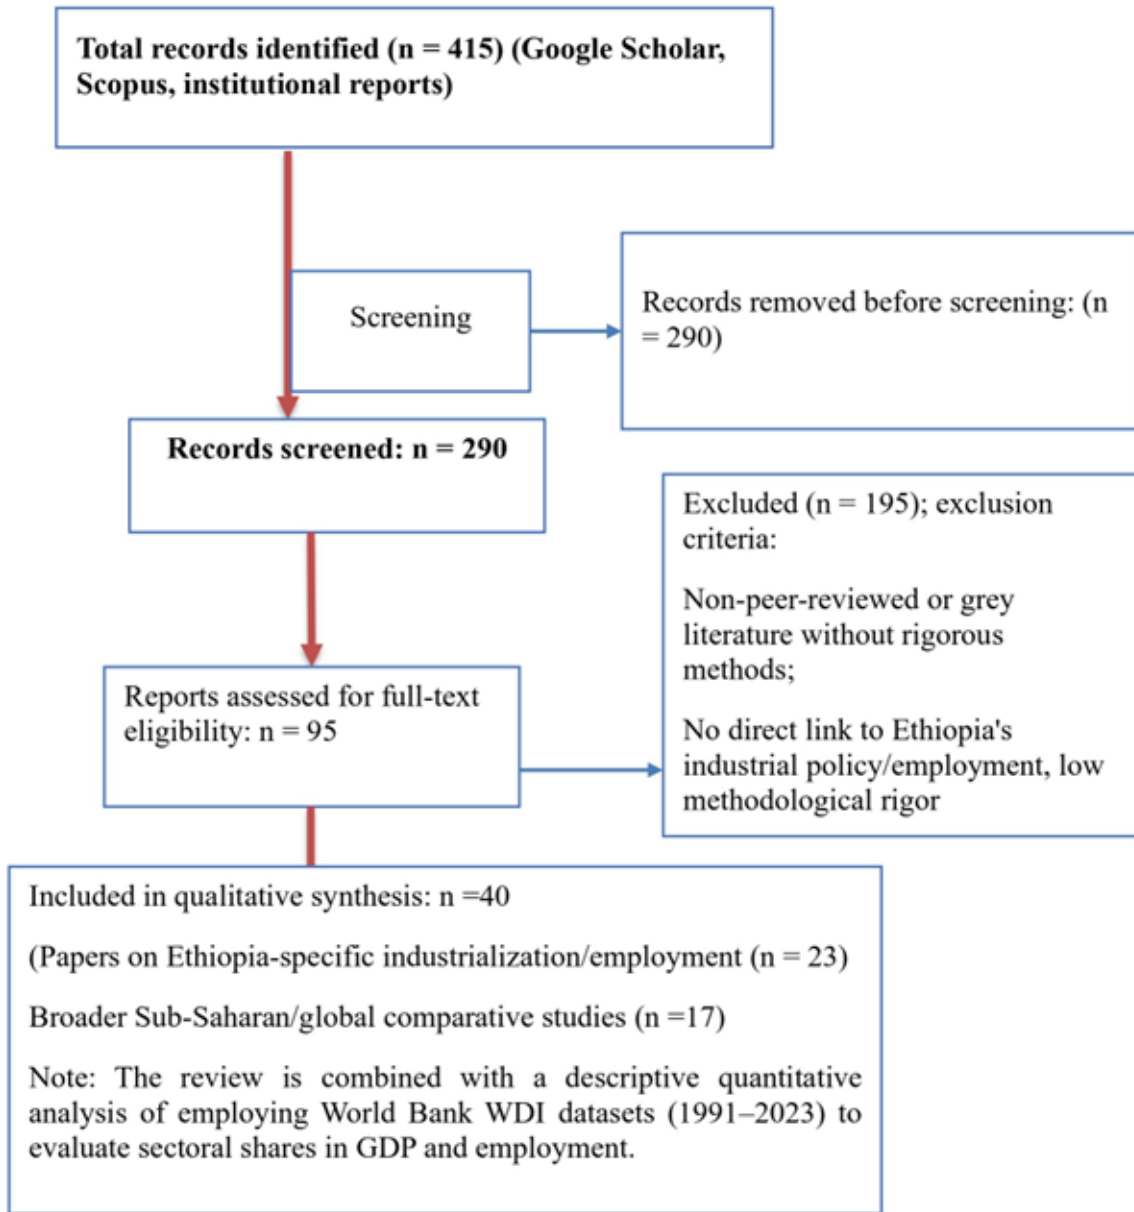 Total records identified (n = 415) (Google Scholar,
Scopus, institutional reports)
Screening
Records removed before screening: (n
= 290)
Records screened: n = 290
Excluded (n = 195); exclusion
criteria:
Non-peer-reviewed or grey
literature without rigorous
methods;
No direct link to Ethiopia's
industrial policy/employment, low
methodological rigor
Reports assessed for full-text
eligibility: n = 95
Included in qualitative synthesis: n =40
(Papers on Ethiopia-specific industrialization/employment (n = 23)
Broader Sub-Saharan/global comparative studies (n =17)
Note: The review is combined with a descriptive quantitative
analysis of employing World Bank WDI datasets (1991–2023) to
evaluate sectoral shares in GDP and employment.